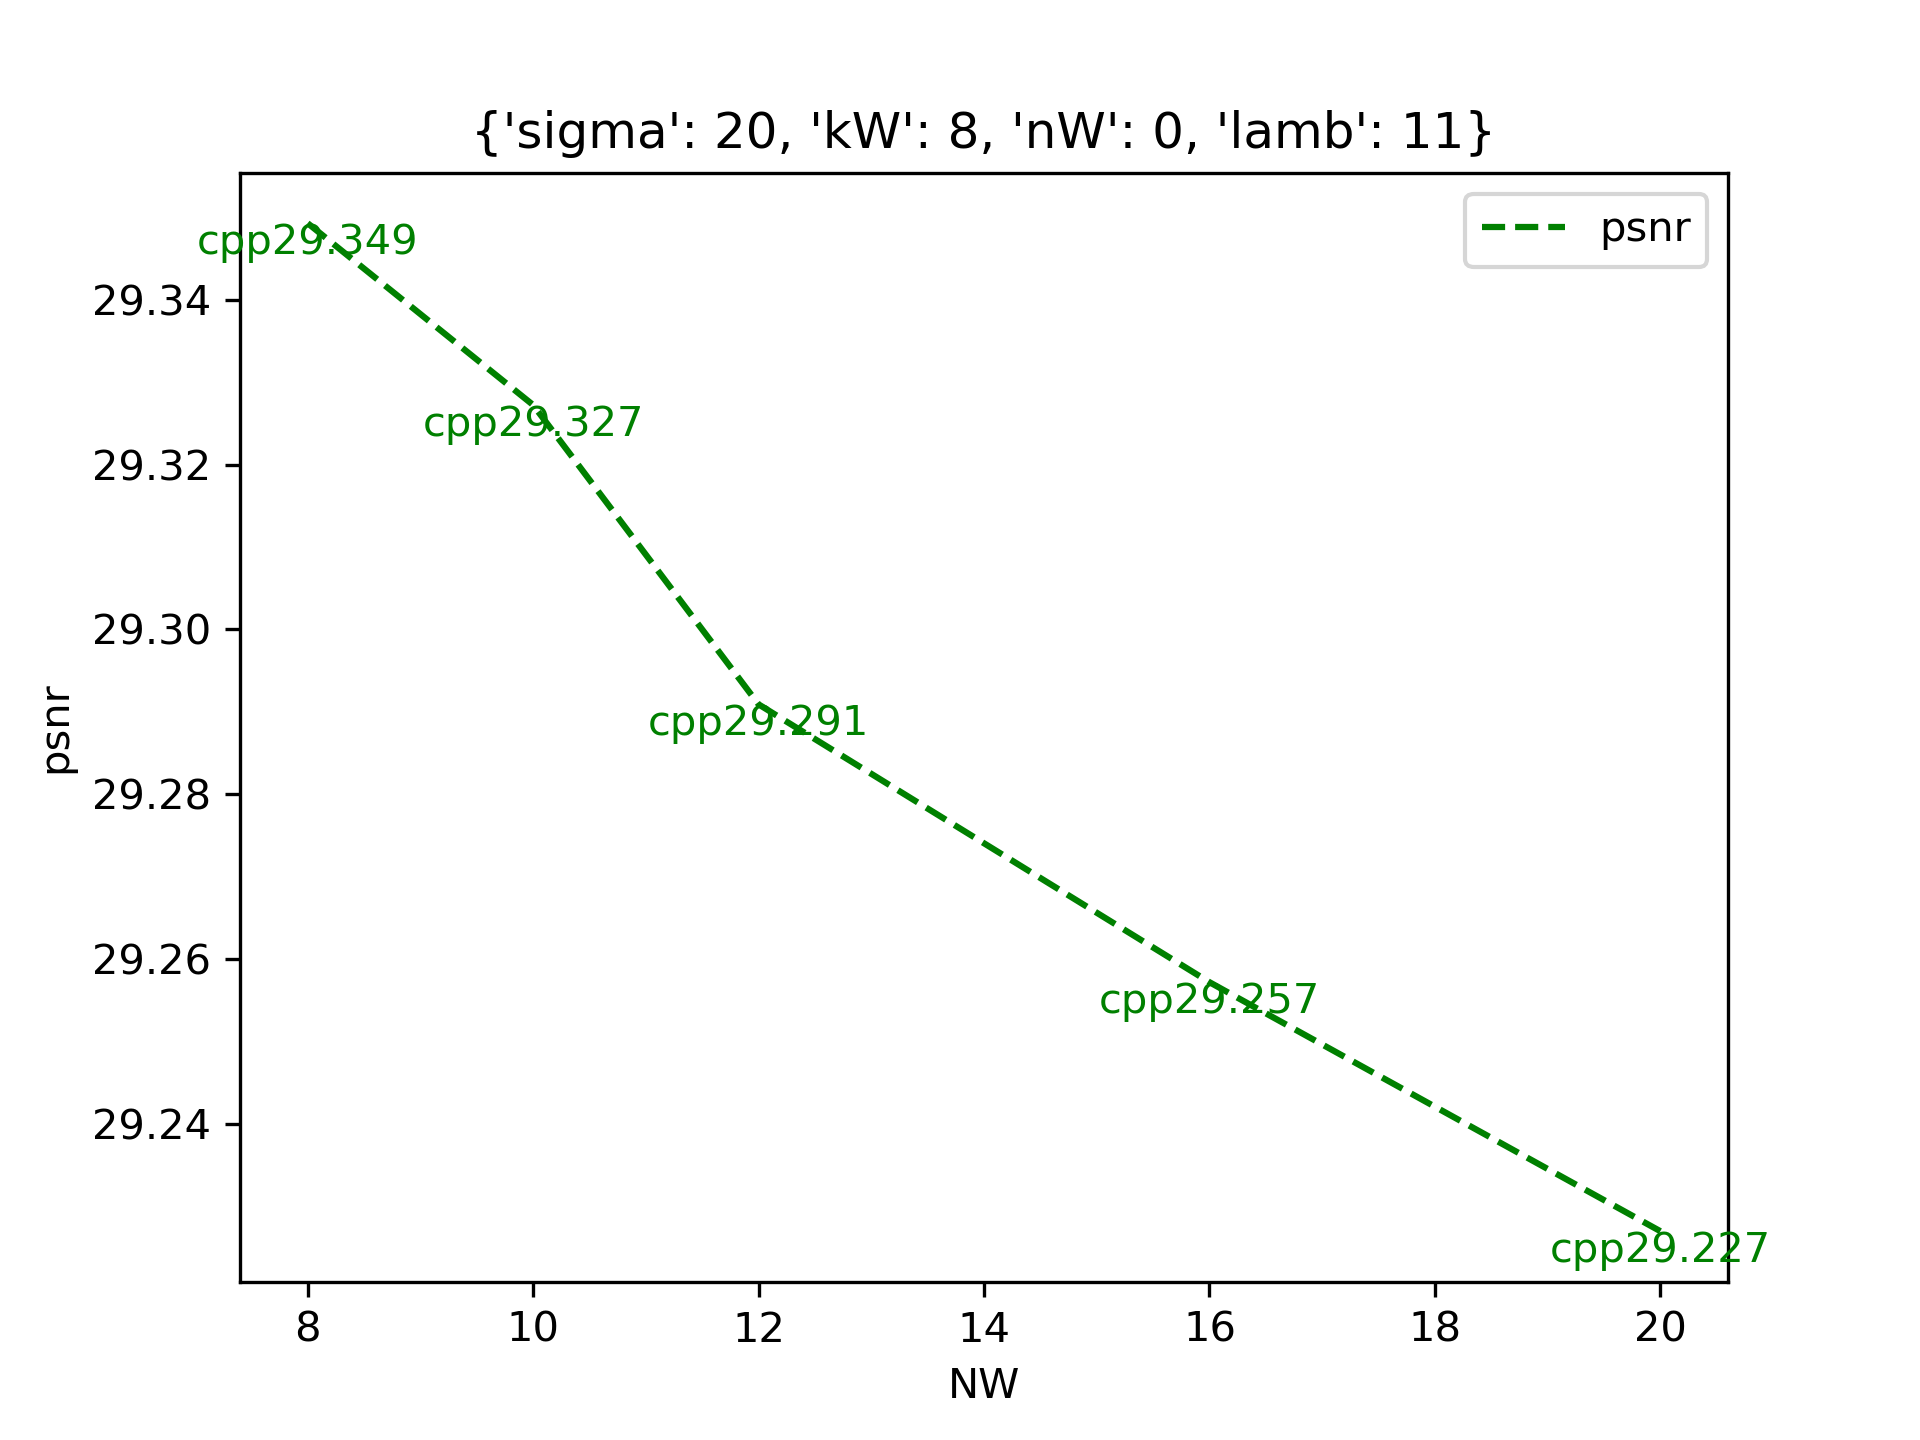 {'sigma': 20, 'kW': 8, 'nW': 0, 'lamb': 11}
psnr
cpp29.349
29.34
cpp29.327
29.32
29.30
cpp29.291
psnr
29.28
29.26
cpp29.257
29.24
cpp29.227
8 10 12 14 16 18 20
NW